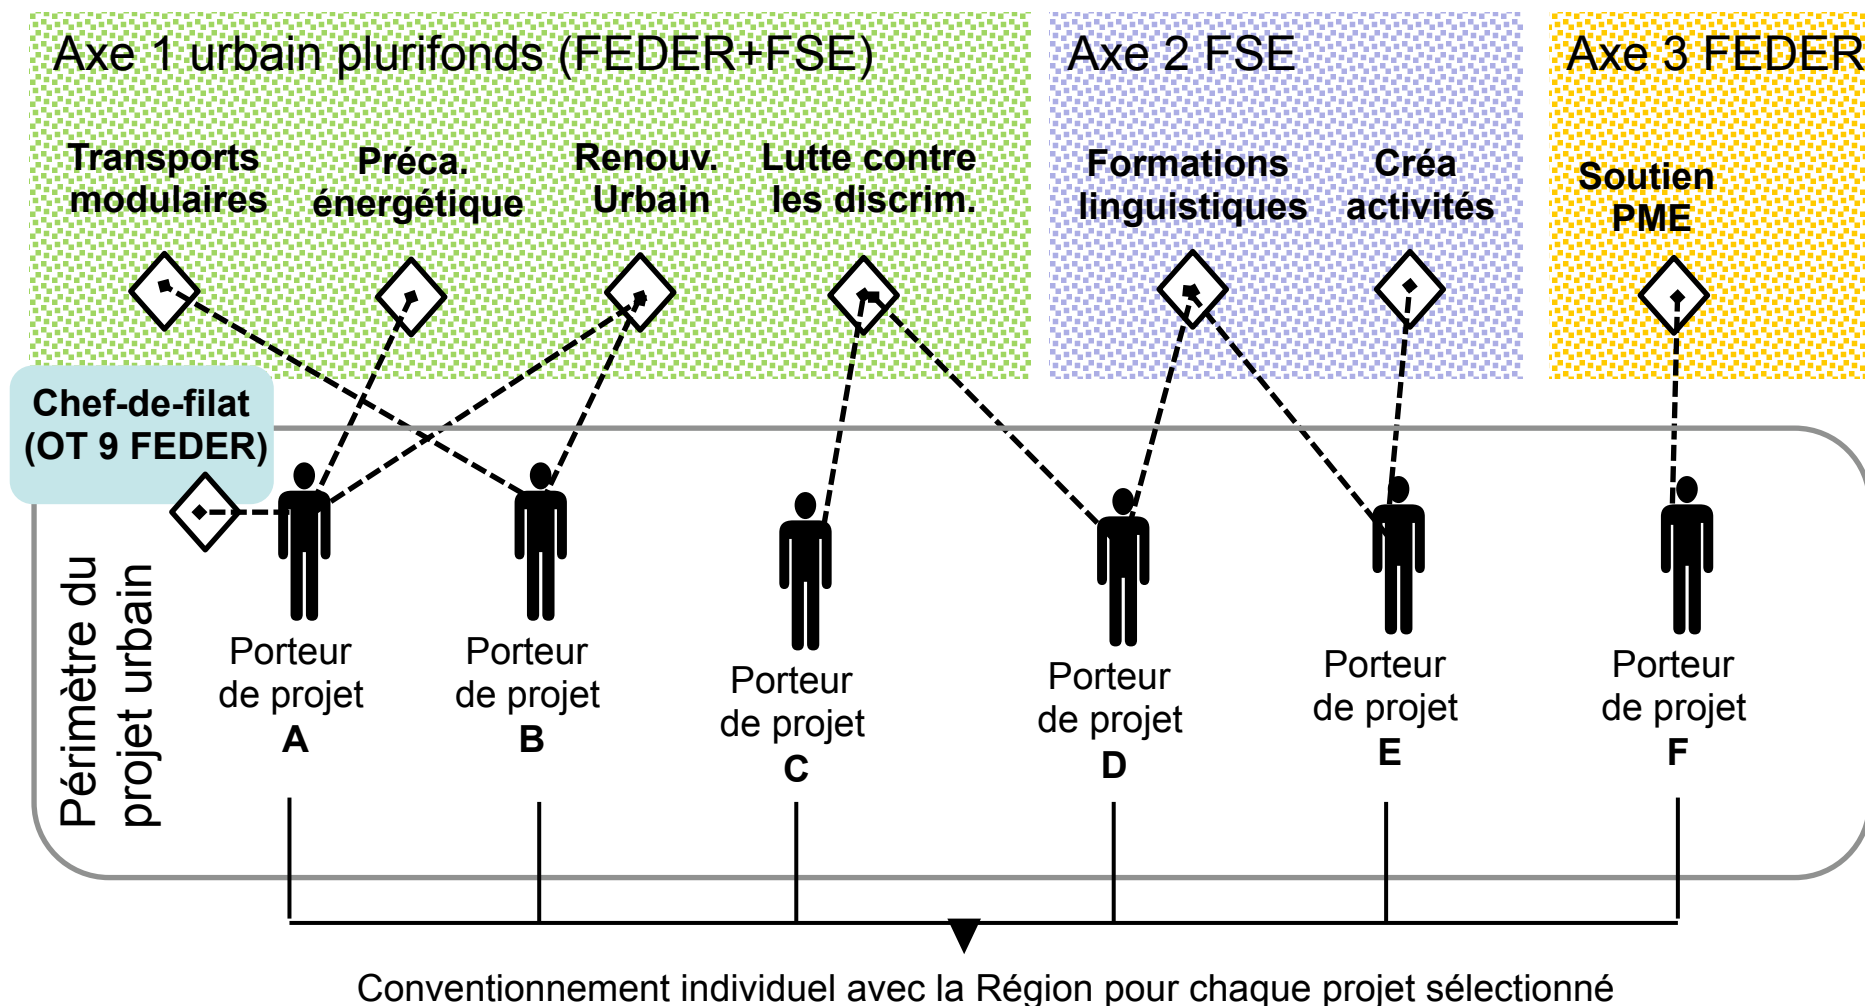 Axe 1 urbain plurifonds (FEDER+FSE)
Axe 2 FSE
Axe 3 FEDER
Transports
modulaires
Préca.
énergétique
Renouv.
Urbain
Lutte contre
les discrim.
Formations
linguistiques
Créa
activités
Soutien
PME
Chef-de-filat
(OT 9 FEDER)
Périmètre du
projet urbain
Porteur
de projet
A
Porteur
de projet
B
Porteur
de projet
C
Porteur
de projet
D
Porteur
de projet
E
Porteur
de projet
F
Conventionnement individuel avec la Région pour chaque projet sélectionné